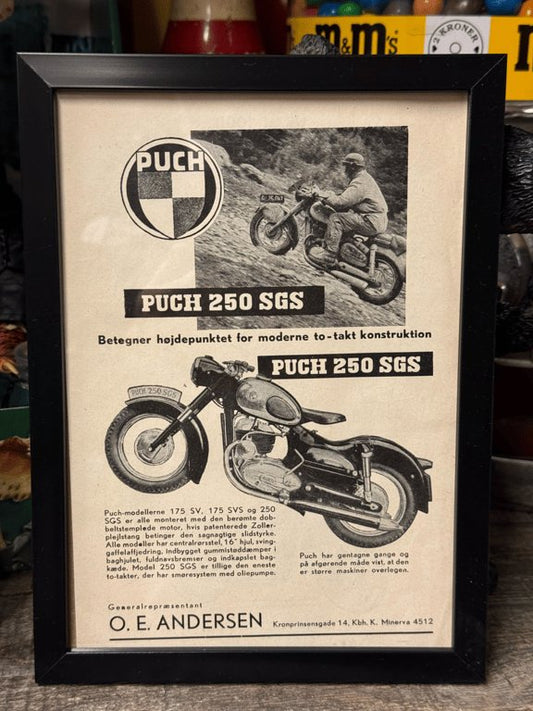 m&m's
2 KRONER
m
PUCH
PUCH 250 SGS
Betegner højdepunktet for moderne to-takt konstruktion
PUCH 250 SGS
PUCH 250 SGS
Puch-modellerne 175 SV, 175 SVS og 250
SGS er alle monteret med den berømte dob-
beltstemplede motor, hvis patenterede Zoller-
plejlstang betinger den sagnagtige slidstyrke.
Alle modeller har centralrørsstel, 16" hjul, sving-
gaffelaffjedring, indbygget gummistøddæmper i
baghjulet, fuldnavsbremser og indkapslet bag-
kæde. Model 250 SGS er tillige den eneste
to-takter, der har smøresystem med oliepumpe.
Puch har gentagne gange og
på afgørende måde vist, at den
er større maskiner overlegen.
Generalrepræsentant
O. E. ANDERSEN Kronprinsensgade 14, Kbh. K. Minerva 4512